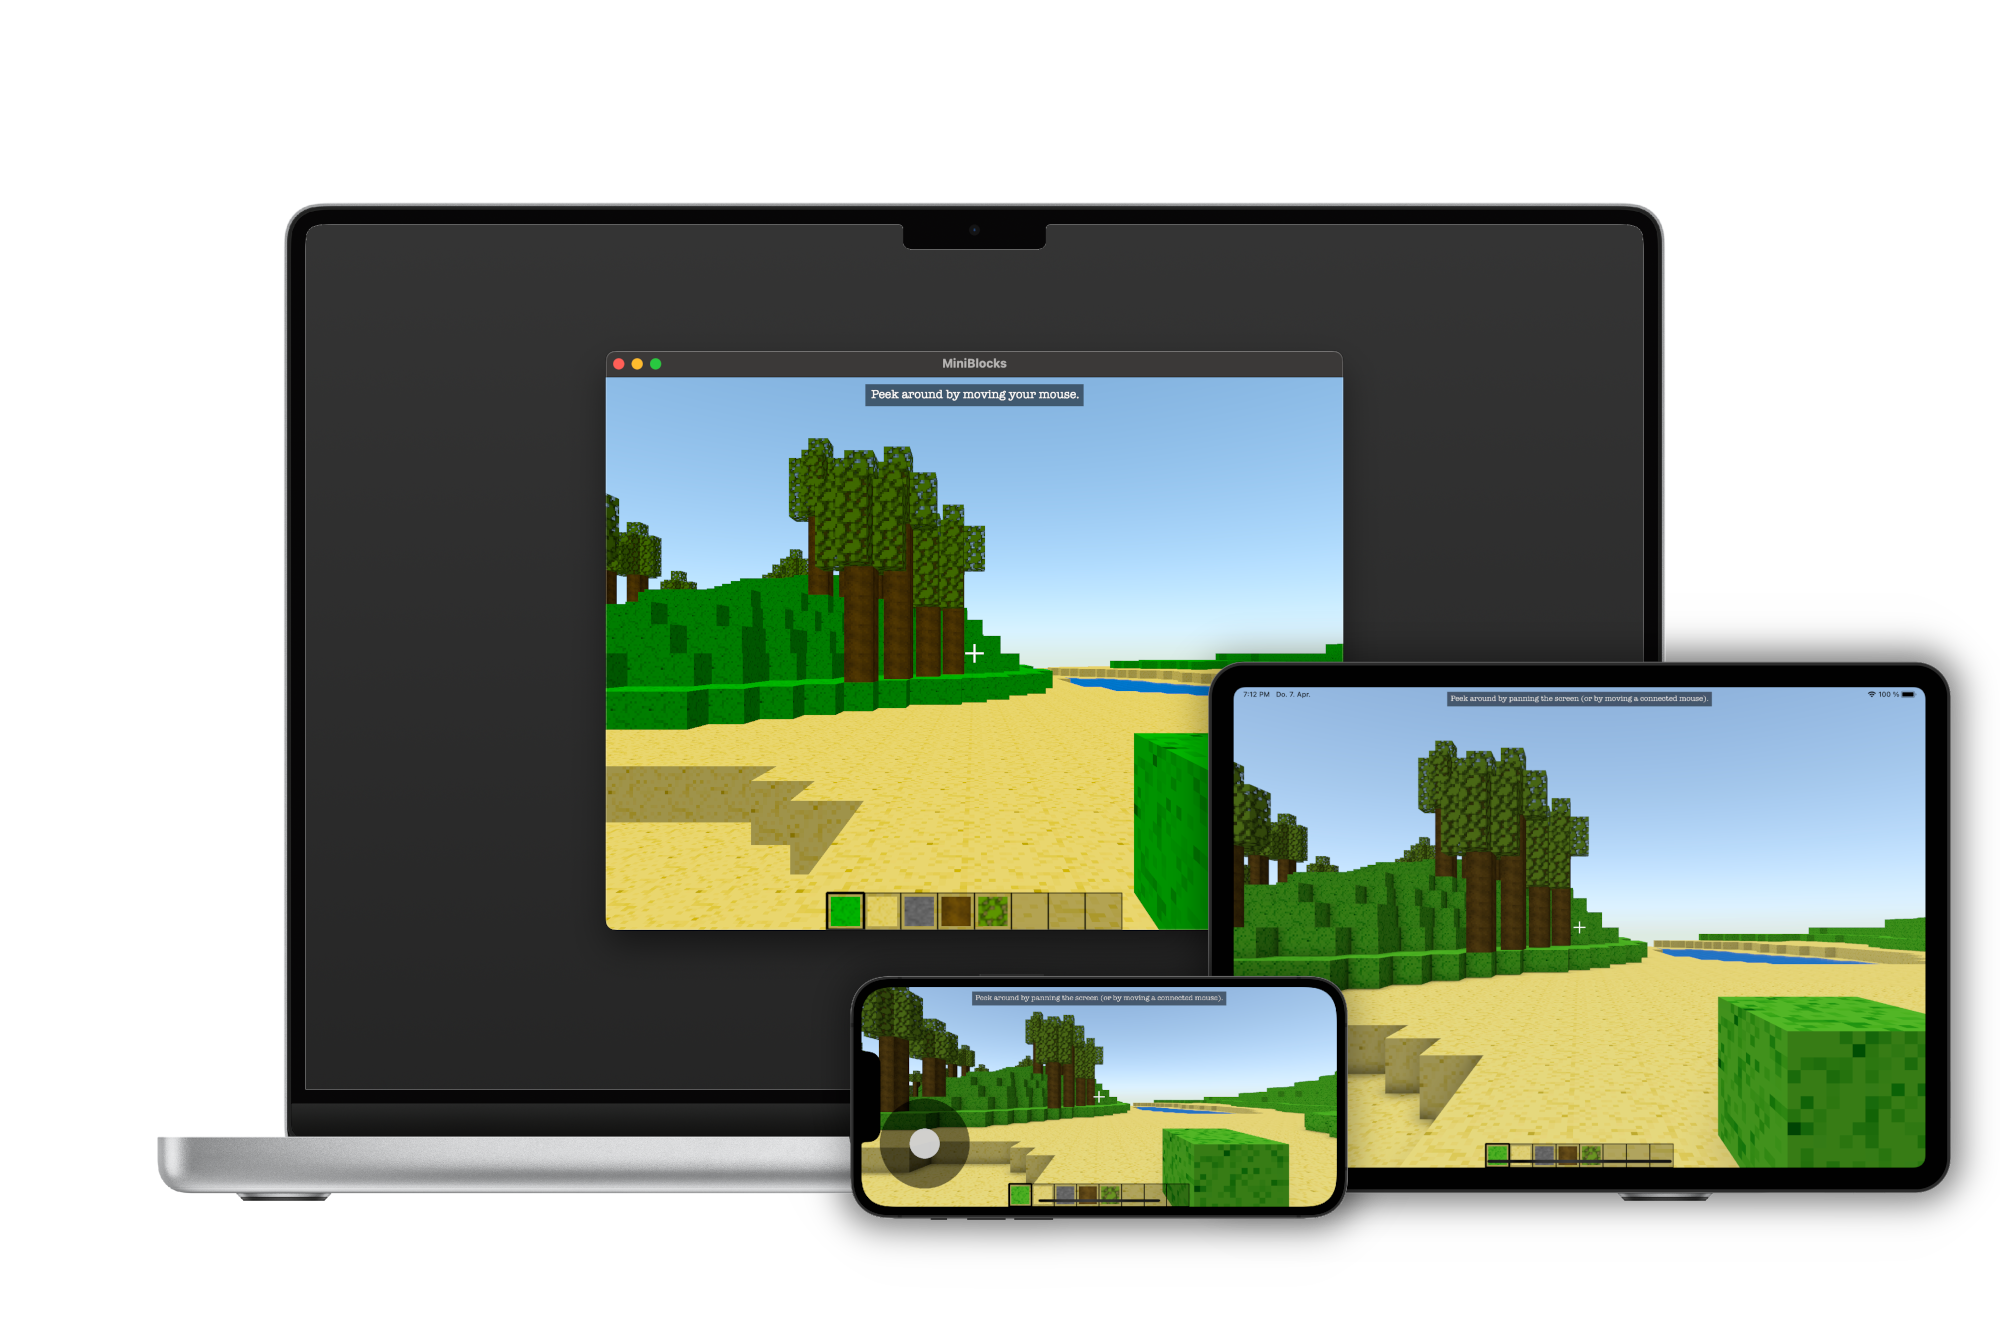 MiniBlocks
Peek around by moving your mouse.
7:12 PM Do. 7. Apr.
Peek around by panning the screen (or by moving a connected mouse).
100 %
Peek around by panning the screen (or by moving a connected mouse).